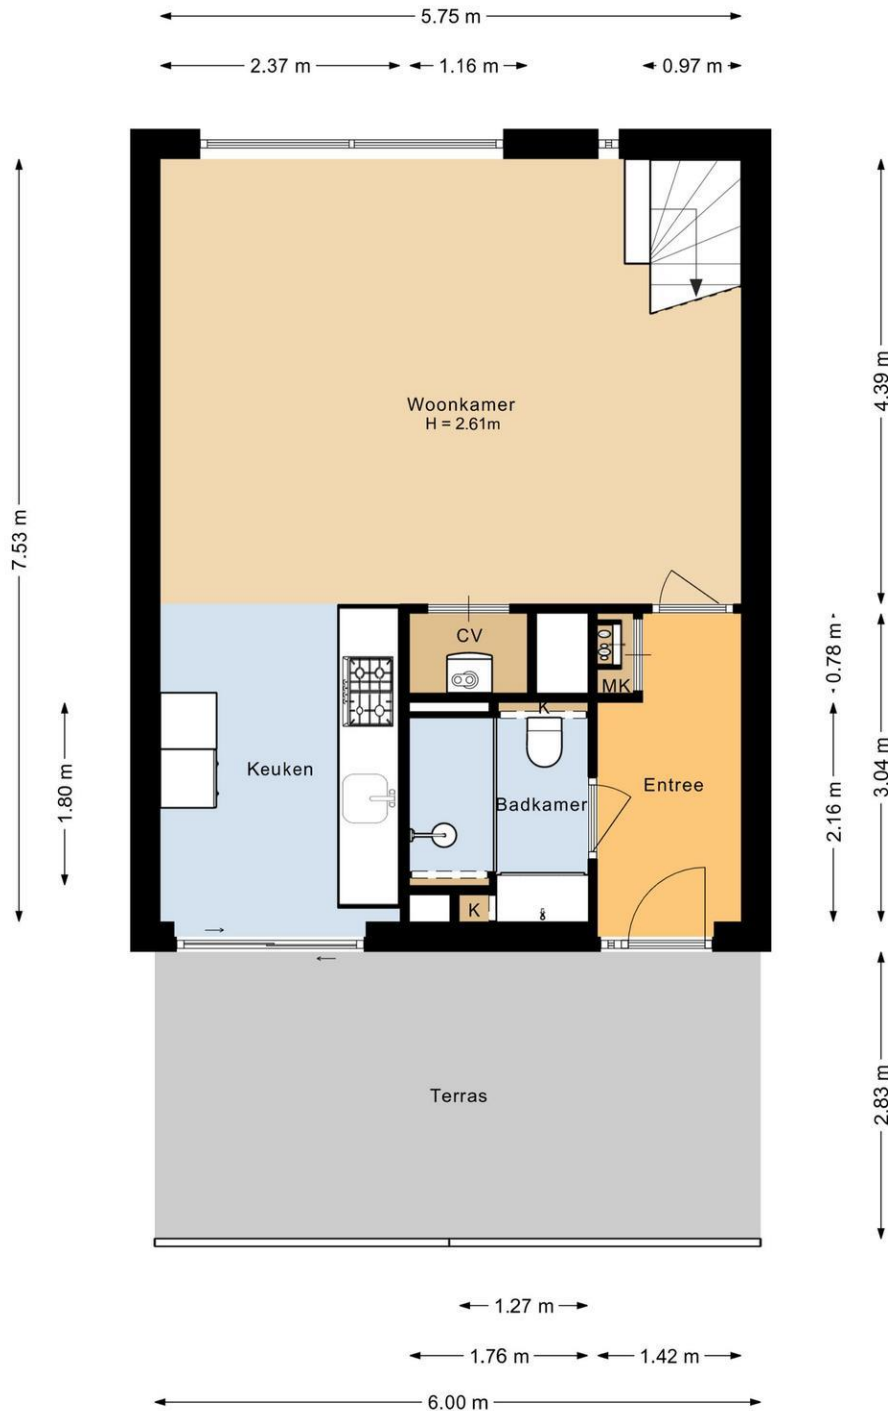 5.75 m
2.37 m
1.16 m
0.97 m
7.53 m
4.39 m
Woonkamer
H = 2.61m
CV
MK
0.78 m
K
Keuken
Badkamer
Entree
1.80 m
2.16 m
3.04 m
K
Terras
2.83 m
1.27 m
1.76 m
1.42 m
6.00 m